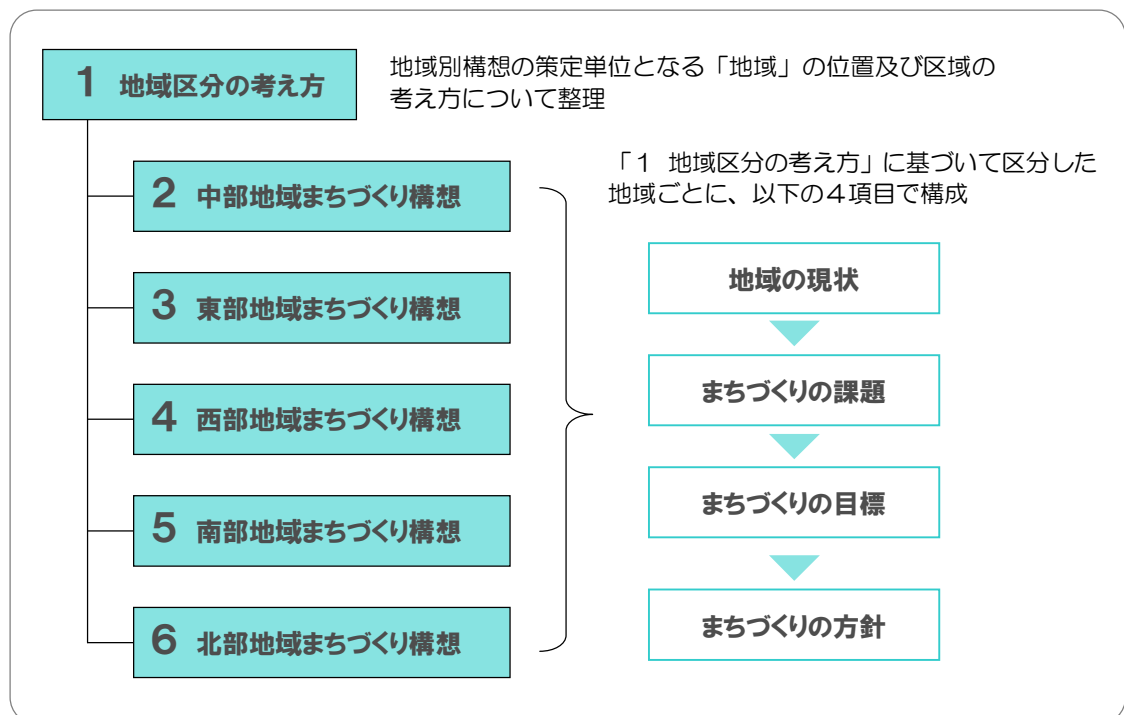 1 地域区分の考え方
地域別構想の策定単位となる「地域」の位置及び区域の
考え方について整理
2 中部地域まちづくり構想
3 東部地域まちづくり構想
4 西部地域まちづくり構想
5 南部地域まちづくり構想
6 北部地域まちづくり構想
「1 地域区分の考え方」に基づいて区分した
地域ごとに、以下の4項目で構成
地域の現状
まちづくりの課題
まちづくりの目標
まちづくりの方針